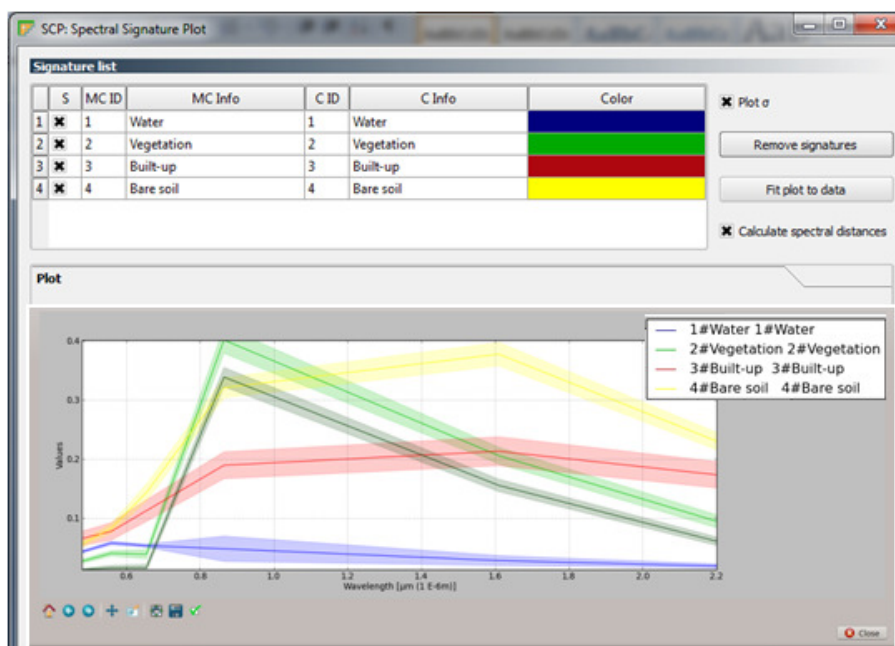 SCP: Spectral Signature Plot
Signature list
S MC ID MC Info C ID C Info Color
1 1 Water 1 Water
2 2 Vegetation 2 Vegetation
3 3 Built-up 3 Built-up
4 4 Bare soil 4 Bare soil
Plot σ
Remove signatures
Fit plot to data
Calculate spectral distances
Plot
1#Water 1#Water
2#Vegetation 2#Vegetation
3#Built-up 3#Built-up
4#Bare soil 4#Bare soil
Values
0.4
0.3
0.2
0.1
0.6 0.8 1.0 1.2 1.4 1.6 1.8 2.0 2.2
Wavelength [µm (1 E-6m)]
Close